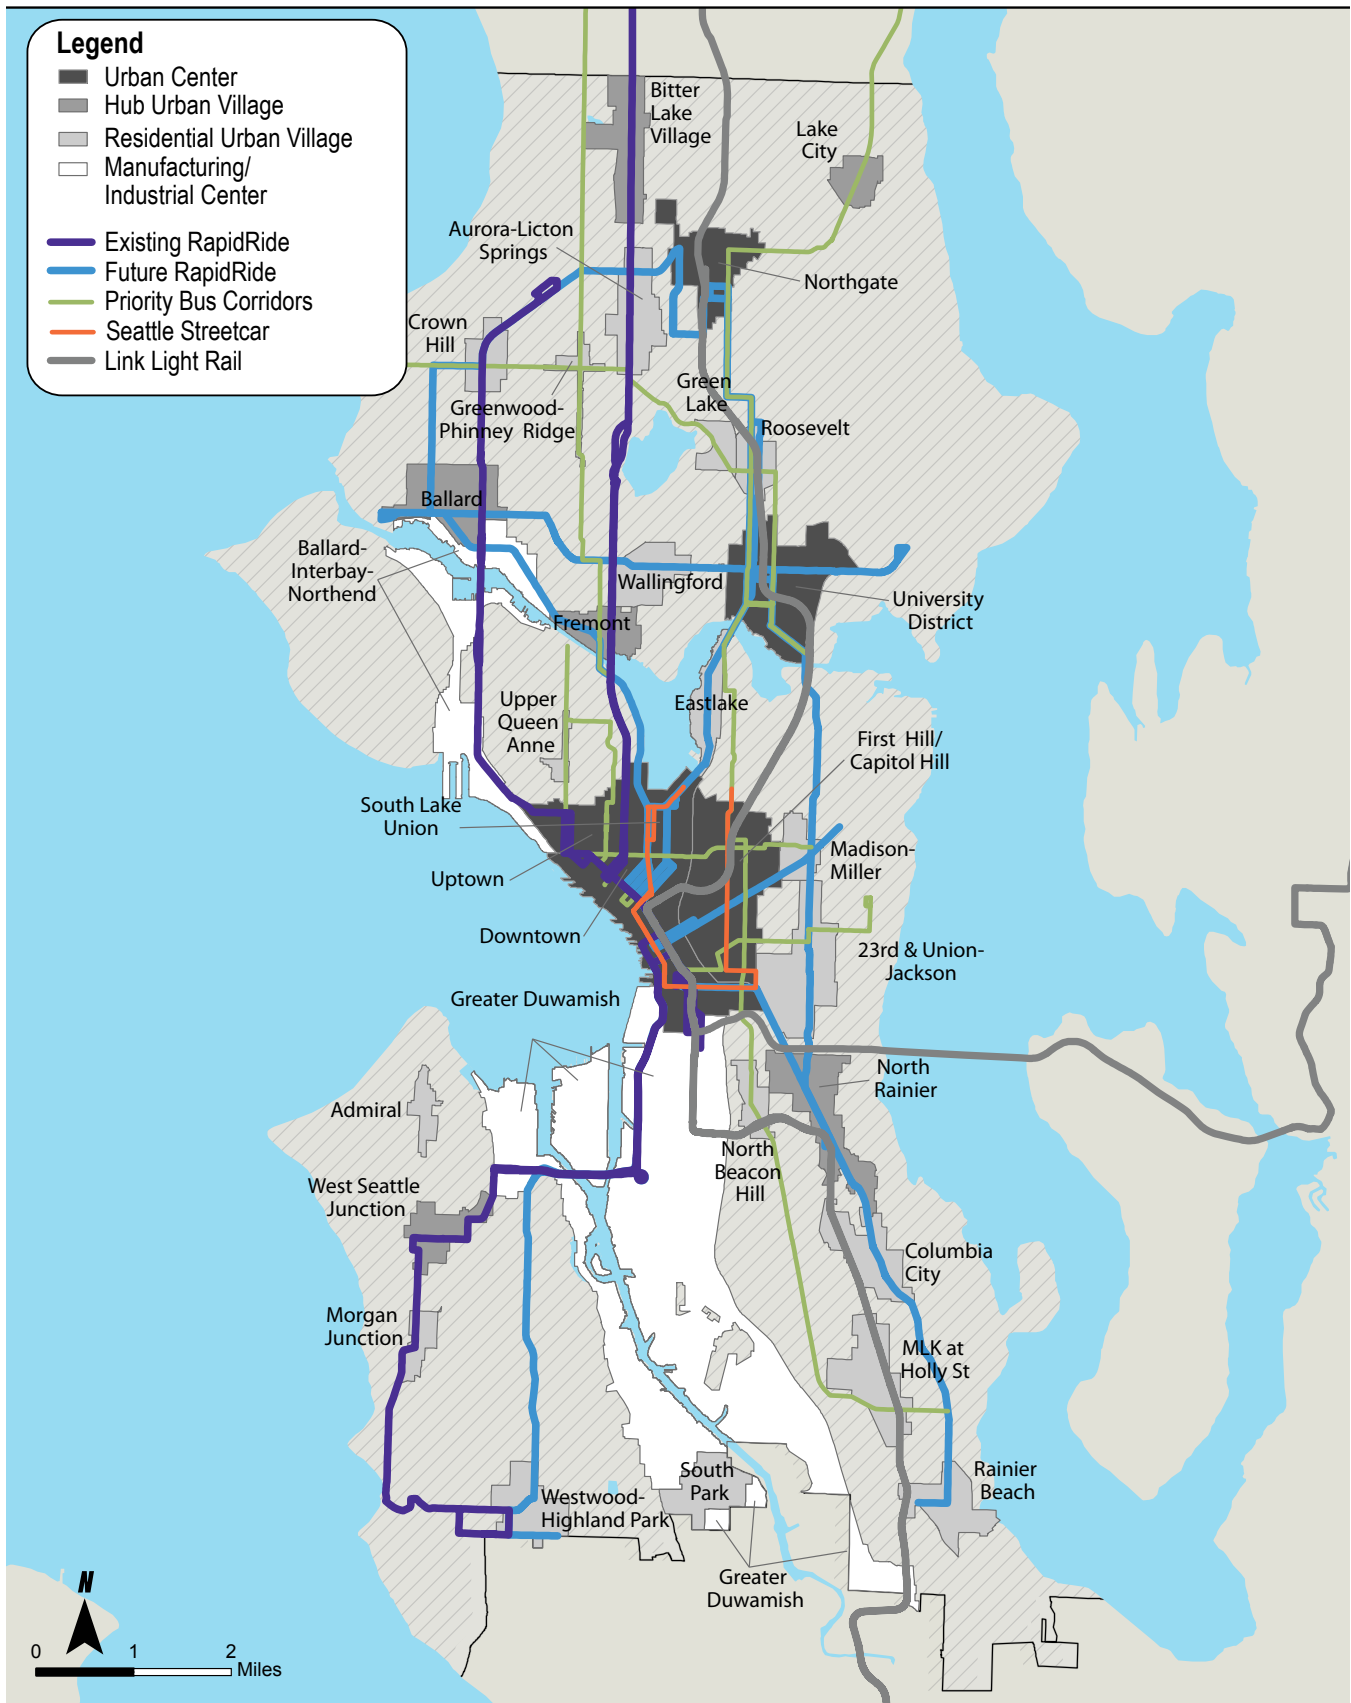 Legend
Urban Center
Hub Urban Village
Residential Urban Village
Manufacturing/
Industrial Center
Existing RapidRide
Future RapidRide
Priority Bus Corridors
Seattle Streetcar
Link Light Rail
Bitter
Lake
Village
Lake
City
Aurora-Licton
Springs
Northgate
Crown
Hill
Green
Lake
Greenwood-
Phinney Ridge
Roosevelt
Ballard
Ballard-
Interbay-
Northend
Wallingford
University
District
Fremont
Upper
Queen
Anne
Eastlake
First Hill/
Capitol Hill
South Lake
Union
Madison-
Miller
Uptown
Downtown
23rd & Union-
Jackson
Greater Duwamish
North
Rainier
Admiral
North
Beacon
Hill
West Seattle
Junction
Columbia
City
Morgan
Junction
MLK at
Holly St
South
Park
Rainier
Beach
Westwood-
Highland Park
Greater
Duwamish
N
0 1 2
Miles